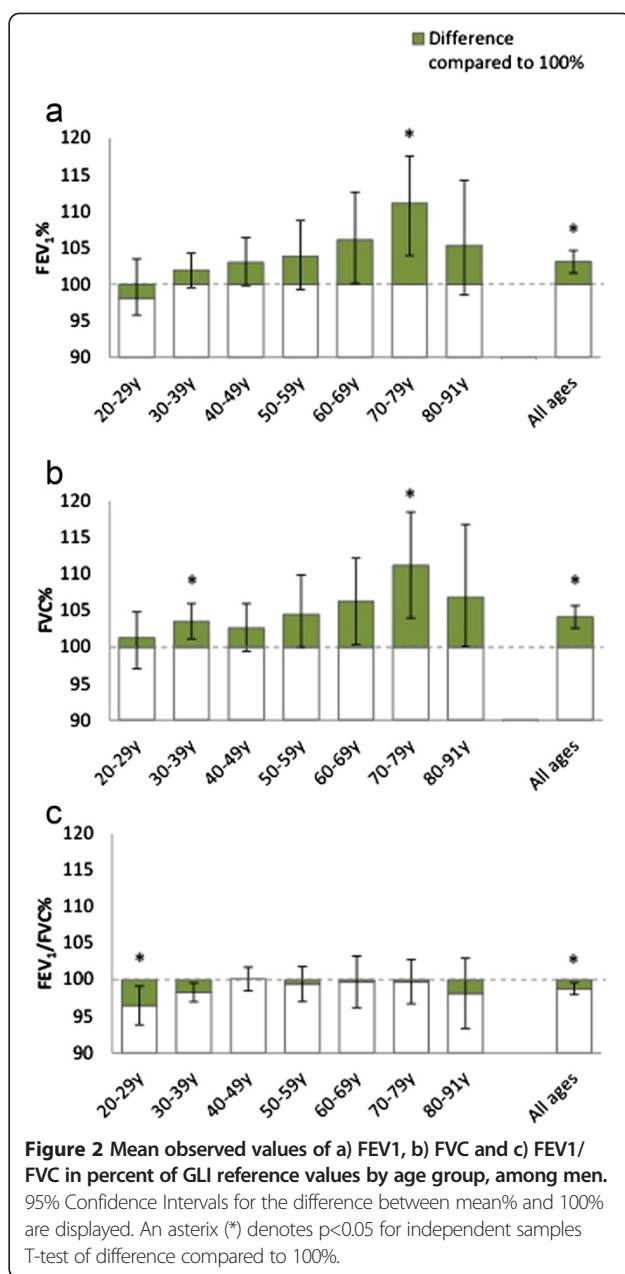 Difference
compared to 100%
a
*
*
120
115
110
105
100
95
90
FEV₁%
20-29y 30-39y 40-49y 50-59y 60-69y 70-79y 80-91y All ages
b
*
*
*
120
115
110
105
100
95
90
FVC%
20-29y 30-39y 40-49y 50-59y 60-69y 70-79y 80-91y All ages
c
120
115
110
105
100
95
90
*
*
FEV₁/FVC%
20-29y 30-39y 40-49y 50-59y 60-69y 70-79y 80-91y All ages
Figure 2 Mean observed values of a) FEV1, b) FVC and c) FEV1/
FVC in percent of GLI reference values by age group, among men.
95% Confidence Intervals for the difference between mean% and 100%
are displayed. An asterix (*) denotes p<0.05 for independent samples
T-test of difference compared to 100%.